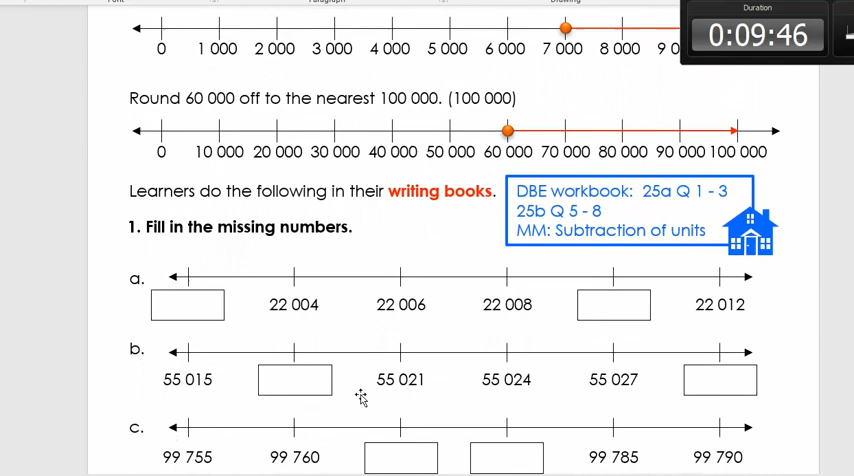 Duration
0:09:46
0 1 000 2 000 3 000 4 000 5 000 6 000 7 000 8 000 9 0
Round 60 000 off to the nearest 100 000. (100 000)
0 10 000 20 000 30 000 40 000 50 000 60 000 70 000 80 000 90 000 100 000
Learners do the following in their writing books.
DBE workbook: 25a Q 1 - 3
25b Q 5 - 8
MM: Subtraction of units
1. Fill in the missing numbers.
a.
22 004 22 006 22 008 22 012
b.
55 015 55 021 55 024 55 027
c.
99 755 99 760 99 785 99 790